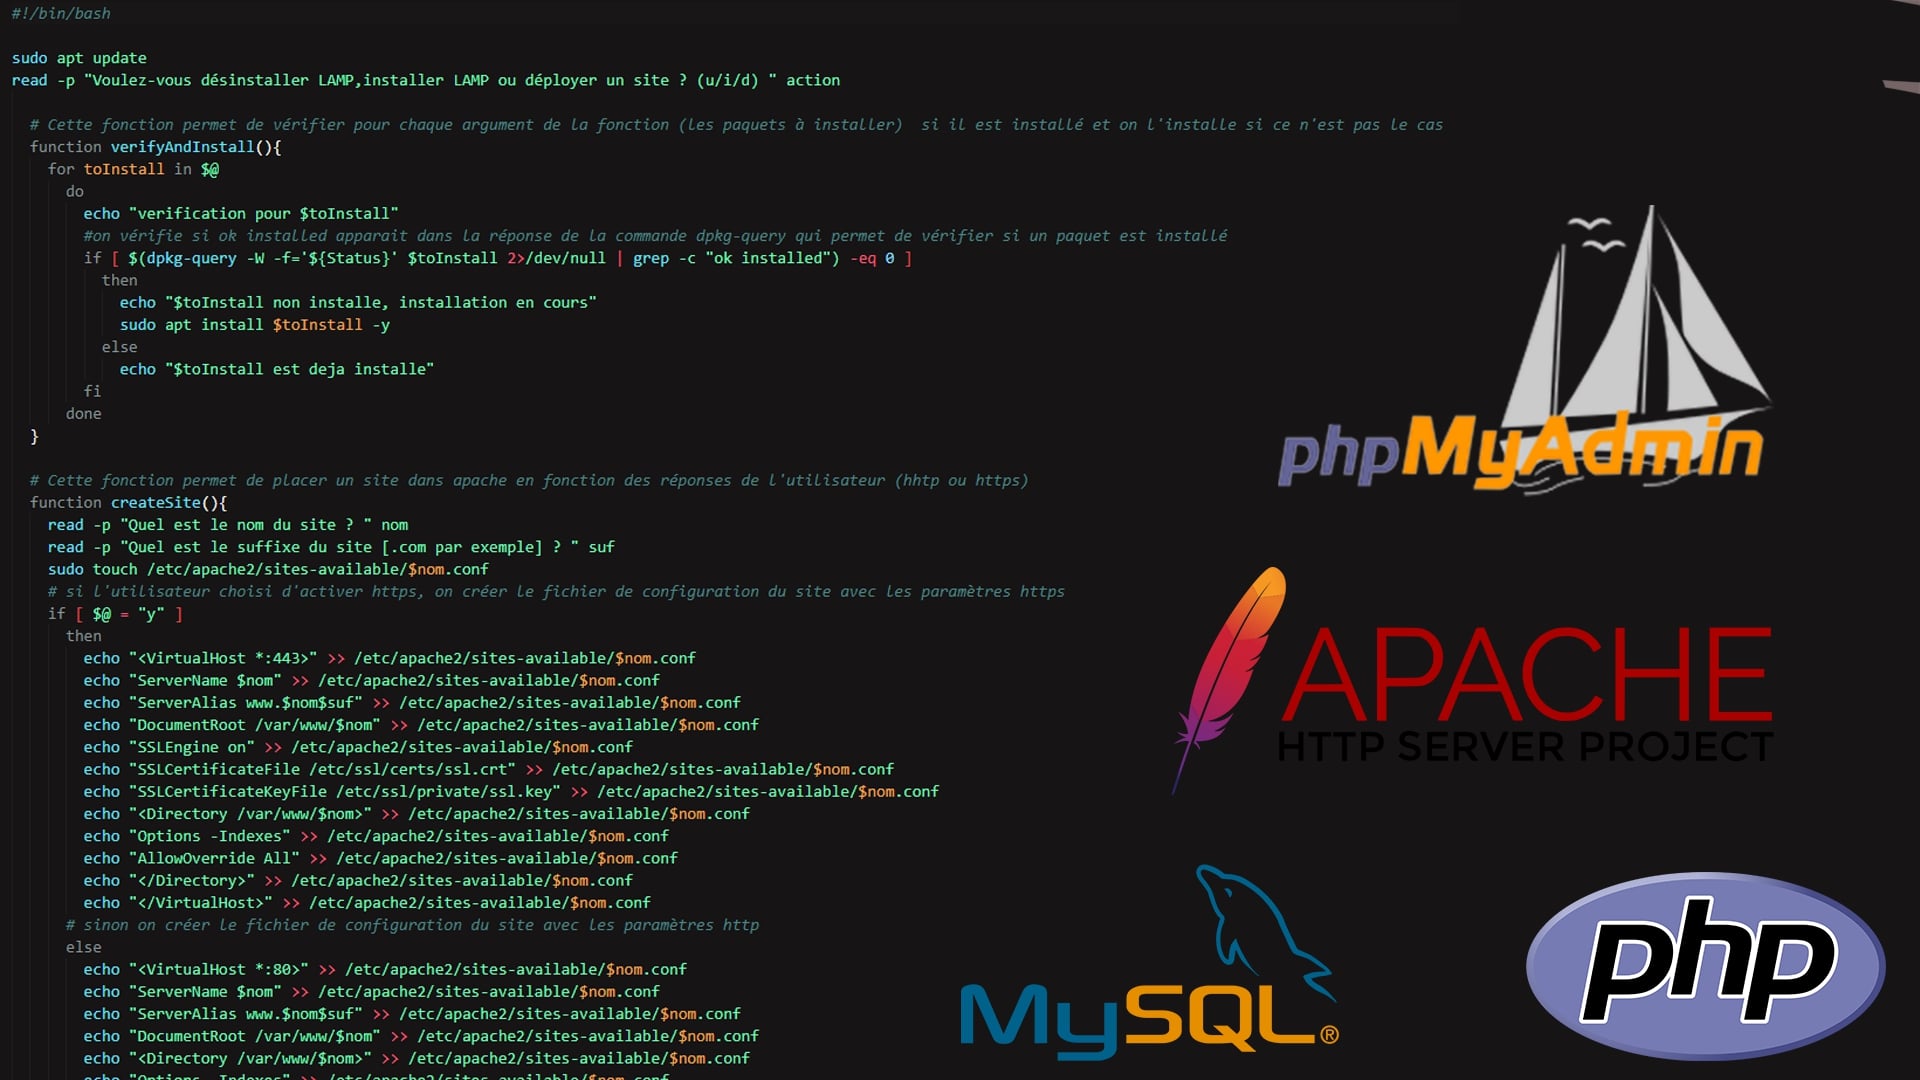 #!/bin/bash
sudo apt update
read -p "Voulez-vous désinstaller LAMP,installer LAMP ou déployer un site ? (u/i/d) " action
# Cette fonction permet de vérifier pour chaque argument de la fonction (les paquets à installer)  si il est installé et on l'installe si ce n'est pas le cas
function verifyAndInstall(){
for toInstall in $@
do
echo "verification pour $toInstall"
#on vérifie si ok installed apparait dans la réponse de la commande dpkg-query qui permet de vérifier si un paquet est installé
if [ $(dpkg-query -W -f='${Status}' $toInstall 2>/dev/null | grep -c "ok installed") -eq 0 ]
then
echo "$toInstall non installe, installation en cours"
sudo apt install $toInstall -y
else
echo "$toInstall est deja installe"
fi
done
}
# Cette fonction permet de placer un site dans apache en fonction des réponses de l'utilisateur (hhtp ou https)
function createSite(){
read -p "Quel est le nom du site ? " nom
read -p "Quel est le suffixe du site [.com par exemple] ? " suf
sudo touch /etc/apache2/sites-available/$nom.conf
# si l'utilisateur choisi d'activer https, on créer le fichier de configuration du site avec les paramètres https
if [ $@ = "y" ]
then
echo "<VirtualHost *:443>" >> /etc/apache2/sites-available/$nom.conf
echo "ServerName $nom" >> /etc/apache2/sites-available/$nom.conf
echo "ServerAlias www.$nom$suf" >> /etc/apache2/sites-available/$nom.conf
echo "DocumentRoot /var/www/$nom" >> /etc/apache2/sites-available/$nom.conf
echo "SSLEngine on" >> /etc/apache2/sites-available/$nom.conf
echo "SSLCertificateFile /etc/ssl/certs/ssl.crt" >> /etc/apache2/sites-available/$nom.conf
echo "SSLCertificateKeyFile /etc/ssl/private/ssl.key" >> /etc/apache2/sites-available/$nom.conf
echo "<Directory /var/www/$nom>" >> /etc/apache2/sites-available/$nom.conf
echo "Options -Indexes" >> /etc/apache2/sites-available/$nom.conf
echo "AllowOverride All" >> /etc/apache2/sites-available/$nom.conf
echo "</Directory>" >> /etc/apache2/sites-available/$nom.conf
echo "</VirtualHost>" >> /etc/apache2/sites-available/$nom.conf
# sinon on créer le fichier de configuration du site avec les paramètres http
else
echo "<VirtualHost *:80>" >> /etc/apache2/sites-available/$nom.conf
echo "ServerName $nom" >> /etc/apache2/sites-available/$nom.conf
echo "ServerAlias www.$nom$suf" >> /etc/apache2/sites-available/$nom.conf
echo "DocumentRoot /var/www/$nom" >> /etc/apache2/sites-available/$nom.conf
echo "<Directory /var/www/$nom>" >> /etc/apache2/sites-available/$nom.conf
echo "Options -Indexes" >> /etc/apache2/sites-available/$nom.conf
phpMyAdmin
APACHE
HTTP SERVER PROJECT
MySQL®
php